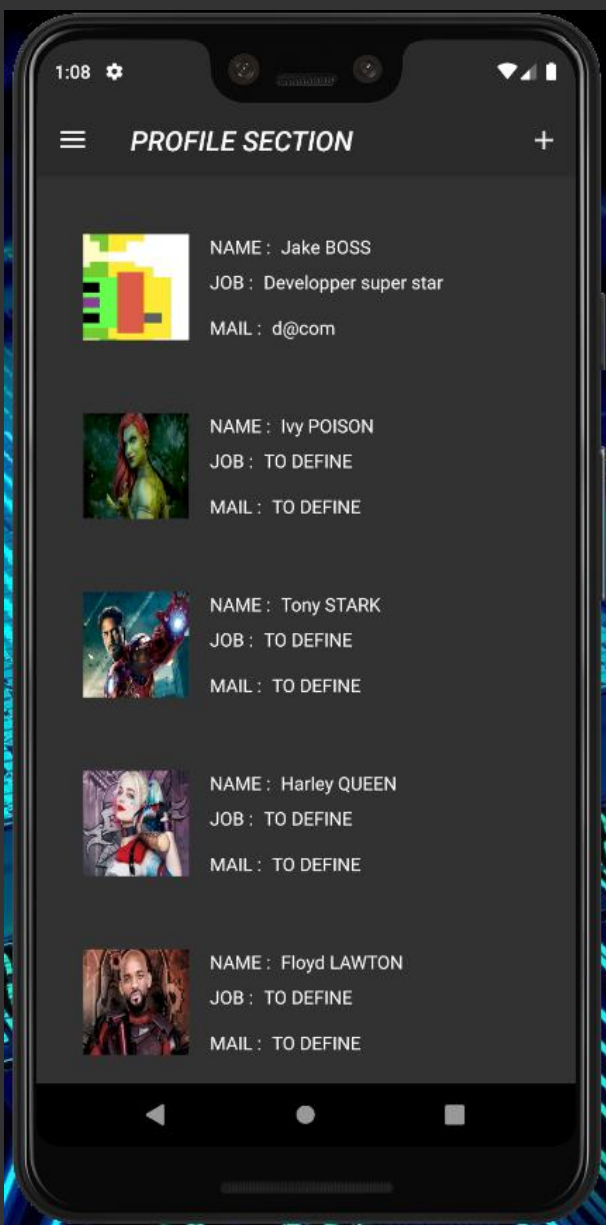 1:08
PROFILE SECTION
NAME : Jake BOSS
JOB : Developper super star
MAIL : d@com
NAME : Ivy POISON
JOB : TO DEFINE
MAIL : TO DEFINE
NAME : Tony STARK
JOB : TO DEFINE
MAIL : TO DEFINE
NAME : Harley QUEEN
JOB : TO DEFINE
MAIL : TO DEFINE
NAME : Floyd LAWTON
JOB : TO DEFINE
MAIL : TO DEFINE